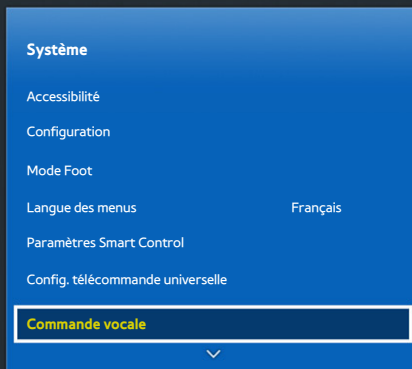 Système
Accessibilité
Configuration
Mode Foot
Langue des menus Français
Paramètres Smart Control
Config. télécommande universelle
Commande vocale